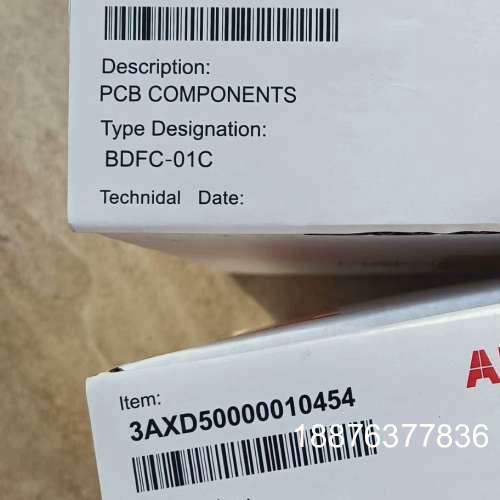 Description:
PCB COMPONENTS
Type Designation:
BDFC-01C
Technidal Date:
Item:
3AXD50000010454
18876377836